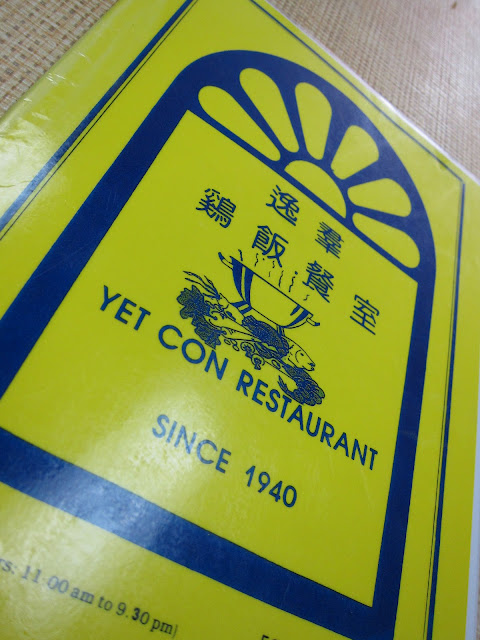 逸羣
鷄飯餐室
YET CON RESTAURANT
SINCE 1940
rs: 11.00 am to 9.30 pm)